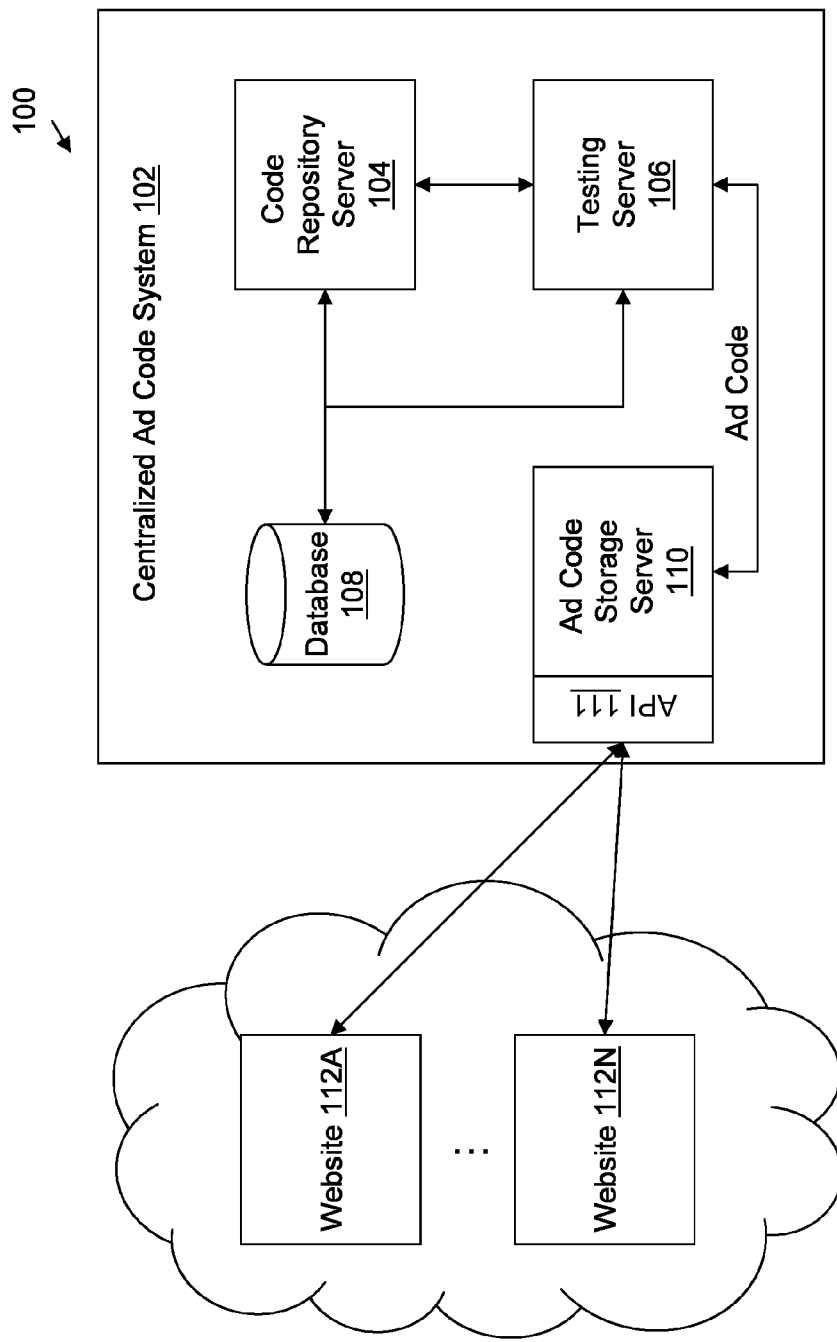 100
Centralized Ad Code System 102
Code
Repository
Server
104
Database
108
Testing
Server
106
Ad Code
Storage
Server
110
API 111
Ad Code
Website 112A
...
Website 112N